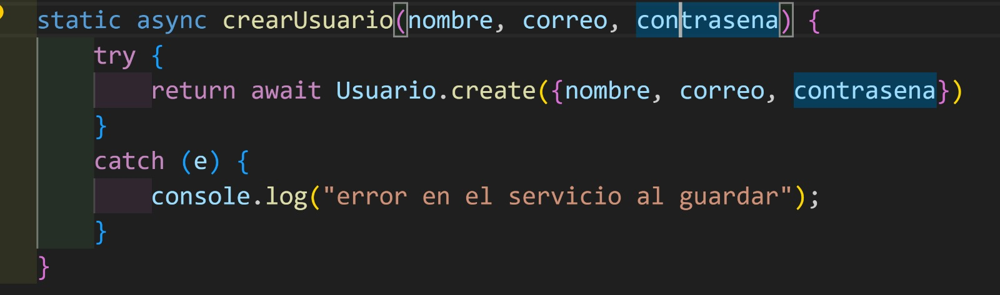 static async crearUsuario(nombre, correo, contrasena) {
try {
return await Usuario.create({nombre, correo, contrasena})
}
catch (e) {
console.log("error en el servicio al guardar");
}
}